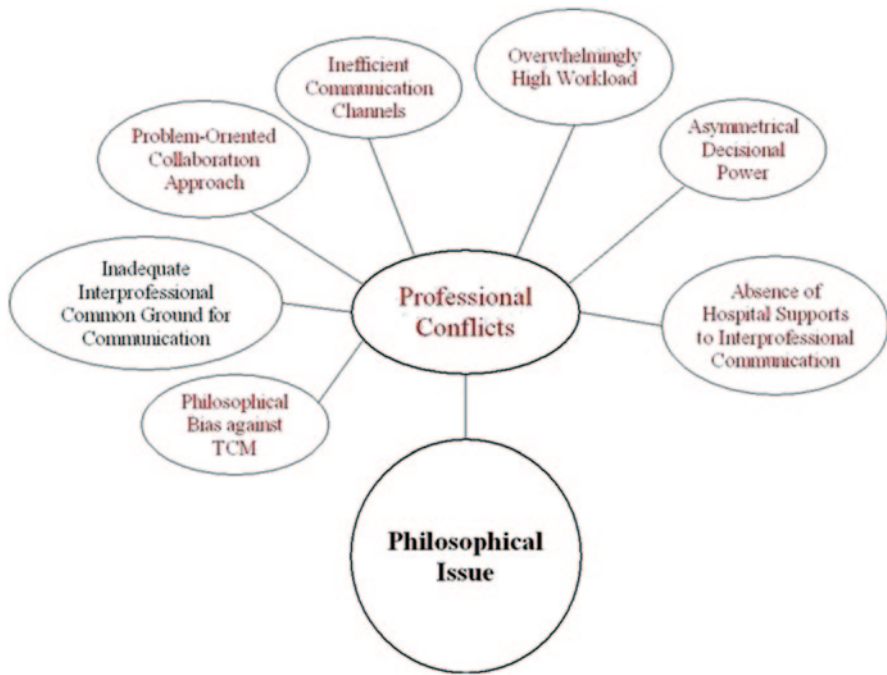 Overwhelmingly
High Workload
Inefficient
Communication
Channels
Problem-Oriented
Collaboration
Approach
Asymmetrical
Decisional
Power
Inadequate
Interprofessional
Common Ground for
Communication
Professional
Conflicts
Absence of
Hospital Supports
to Interprofessional
Communication
Philosophical
Bias against
TCM
Philosophical
Issue